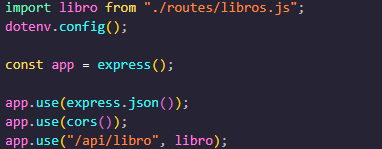 import libro from "./routes/libros.js";
dotenv.config();
const app = express();
app.use(express.json());
app.use(cors());
app.use("/api/libro", libro);